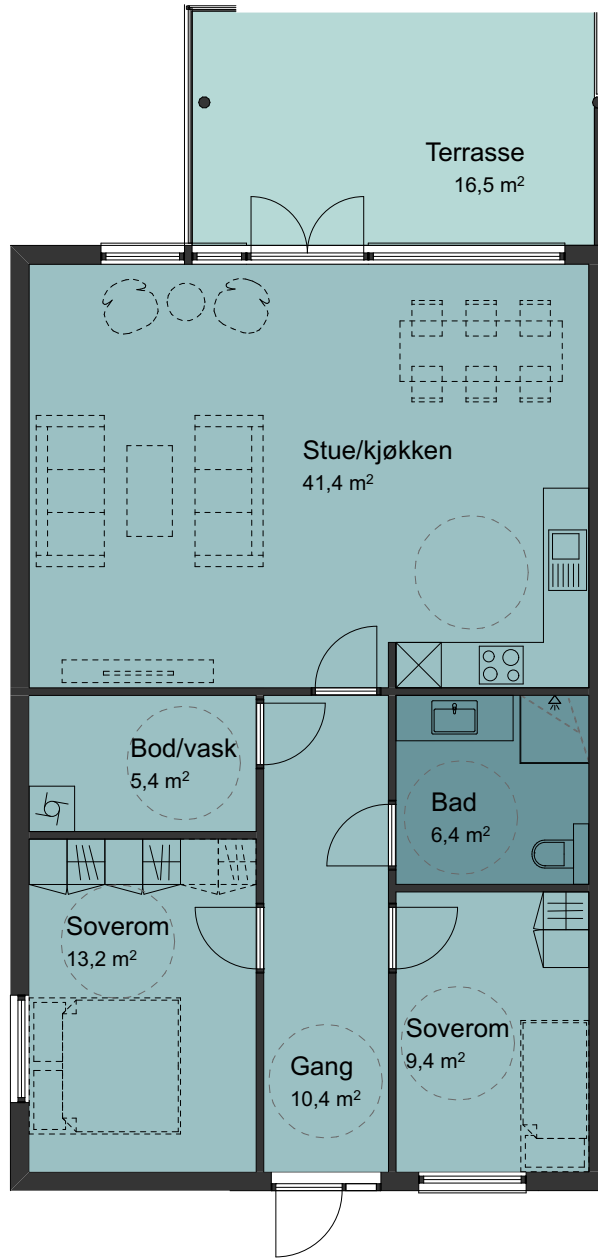 Terrasse
16,5 m²
Stue/kjøkken
41,4 m²
Bod/vask
5,4 m²
Bad
6,4 m²
Soverom
13,2 m²
Soverom
9,4 m²
Gang
10,4 m²